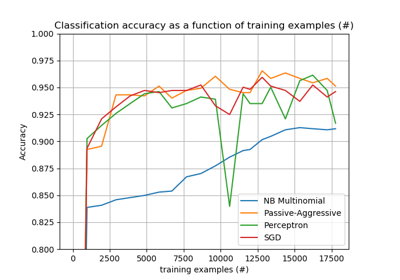 Classification accuracy as a function of training examples (#)
1.000
0.975
0.950
0.925
0.900
0.875
0.850
0.825
0.800
Accuracy
NB Multinomial
Passive-Aggressive
Perceptron
SGD
0 2500 5000 7500 10000 12500 15000 17500
training examples (#)